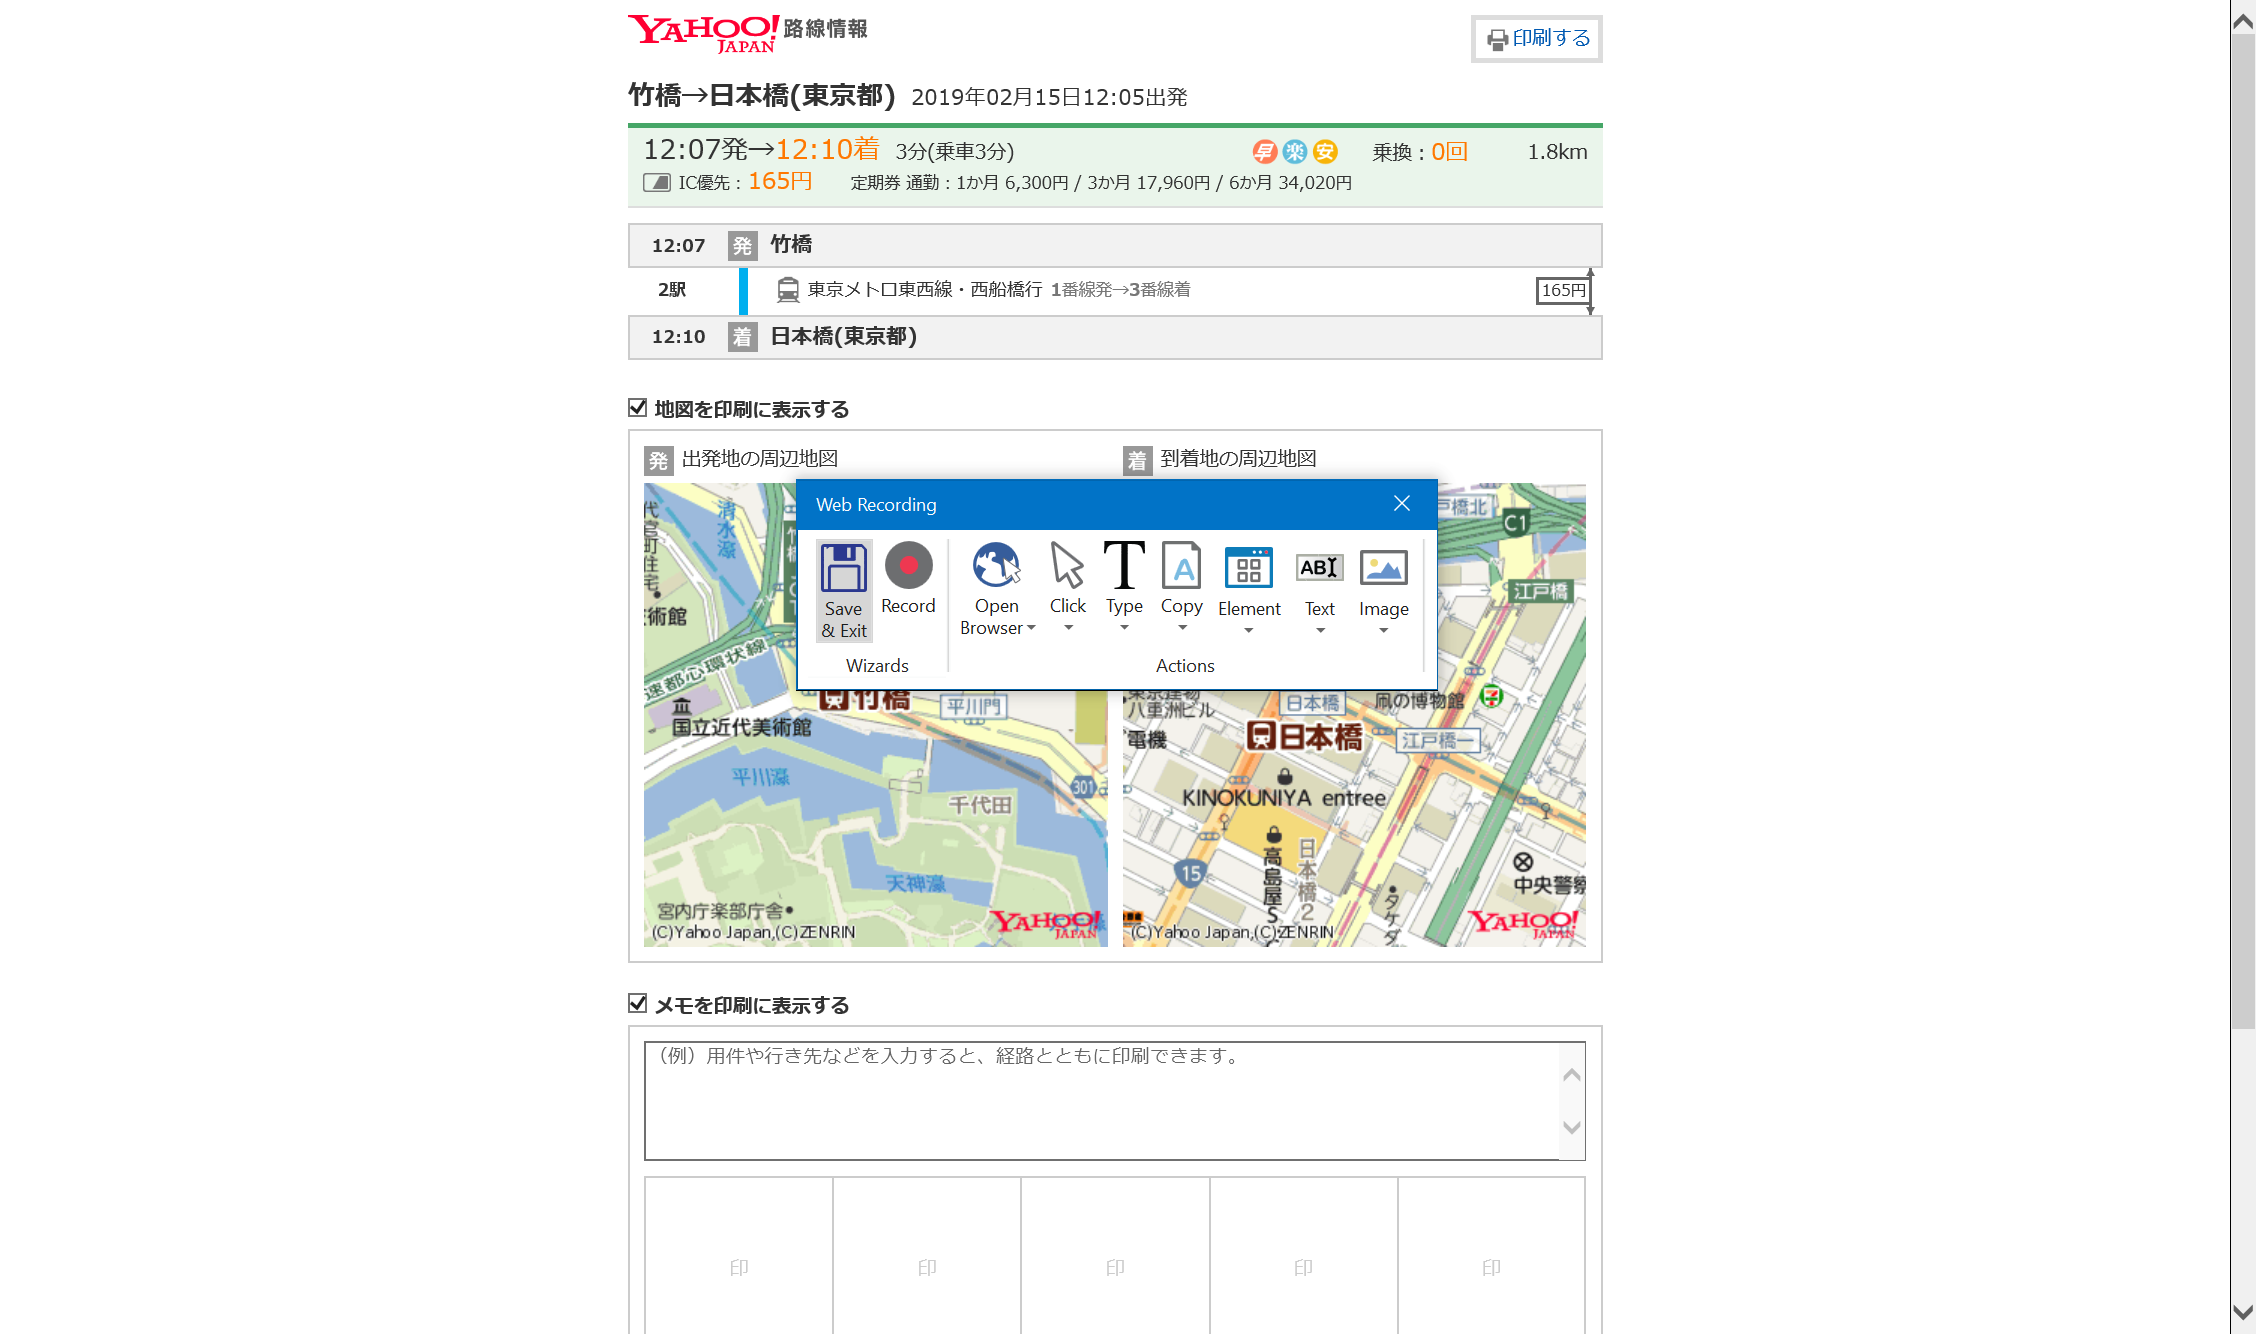 YAHOO! JAPAN 路線情報
印刷する
竹橋→日本橋(東京都) 2019年02月15日12:05出発
12:07発→12:10着 3分(乗車3分) 早 楽 安 乗換：0回 1.8km
IC優先：165円 定期券 通勤：1か月 6,300円 / 3か月 17,960円 / 6か月 34,020円
12:07 発 竹橋
2駅 東京メトロ東西線・西船橋行 1番線発→3番線着 165円
12:10 着 日本橋(東京都)
地図を印刷に表示する
発 出発地の周辺地図
着 到着地の周辺地図
Web Recording
Save & Exit
Record
Open Browser
Click
Type
Copy
Element
ABI
Text
Image
Wizards
Actions
清水濠
速都心環状線
竹橋
平川門
国立近代美術館
平川濠
301
千代田
天神濠
宮内庁楽部庁舎
(C)Yahoo Japan,(C)ZENRIN
YAHOO! JAPAN
戸橋北
C1
江戸橋
八重洲ビル
日本橋
凧の博物館
電機
日本橋
江戸橋一
KINOKUNIYA entree
15
高島屋S
日本橋2
タケダ
中央警察
(C)Yahoo Japan,(C)ZENRIN
YAHOO! JAPAN
メモを印刷に表示する
（例）用件や行き先などを入力すると、経路とともに印刷できます。
印 印 印 印 印